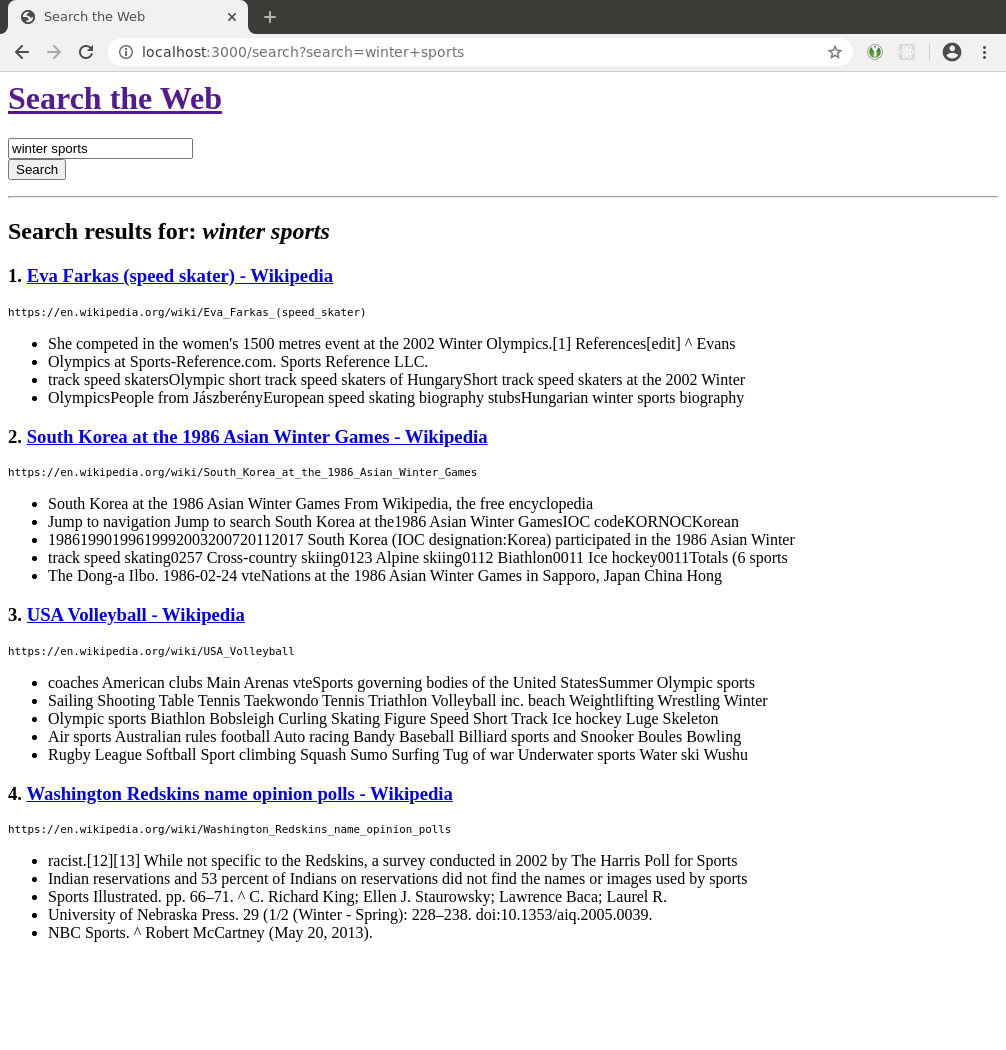 Search the Web
localhost:3000/search?search=winter+sports
Search the Web
winter sports
Search
Search results for: winter sports
1. Eva Farkas (speed skater) - Wikipedia
https://en.wikipedia.org/wiki/Eva_Farkas_(speed_skater)
• She competed in the women's 1500 metres event at the 2002 Winter Olympics.[1] References[edit] ^ Evans
• Olympics at Sports-Reference.com. Sports Reference LLC.
• track speed skatersOlympic short track speed skaters of HungaryShort track speed skaters at the 2002 Winter
• OlympicsPeople from JászberényEuropean speed skating biography stubsHungarian winter sports biography
2. South Korea at the 1986 Asian Winter Games - Wikipedia
https://en.wikipedia.org/wiki/South_Korea_at_the_1986_Asian_Winter_Games
• South Korea at the 1986 Asian Winter Games From Wikipedia, the free encyclopedia
• Jump to navigation Jump to search South Korea at the1986 Asian Winter GamesIOC codeKORNOCKorean
• 19861990199619992003200720112017 South Korea (IOC designation:Korea) participated in the 1986 Asian Winter
• track speed skating0257 Cross-country skiing0123 Alpine skiing0112 Biathlon0011 Ice hockey0011Totals (6 sports
• The Dong-a Ilbo. 1986-02-24 vteNations at the 1986 Asian Winter Games in Sapporo, Japan China Hong
3. USA Volleyball - Wikipedia
https://en.wikipedia.org/wiki/USA_Volleyball
• coaches American clubs Main Arenas vteSports governing bodies of the United StatesSummer Olympic sports
• Sailing Shooting Table Tennis Taekwondo Tennis Triathlon Volleyball inc. beach Weightlifting Wrestling Winter
• Olympic sports Biathlon Bobsleigh Curling Skating Figure Speed Short Track Ice hockey Luge Skeleton
• Air sports Australian rules football Auto racing Bandy Baseball Billiard sports and Snooker Boules Bowling
• Rugby League Softball Sport climbing Squash Sumo Surfing Tug of war Underwater sports Water ski Wushu
4. Washington Redskins name opinion polls - Wikipedia
https://en.wikipedia.org/wiki/Washington_Redskins_name_opinion_polls
• racist.[12][13] While not specific to the Redskins, a survey conducted in 2002 by The Harris Poll for Sports
• Indian reservations and 53 percent of Indians on reservations did not find the names or images used by sports
• Sports Illustrated. pp. 66–71. ^ C. Richard King; Ellen J. Staurowsky; Lawrence Baca; Laurel R.
• University of Nebraska Press. 29 (1/2 (Winter - Spring): 228–238. doi:10.1353/aiq.2005.0039.
• NBC Sports. ^ Robert McCartney (May 20, 2013).